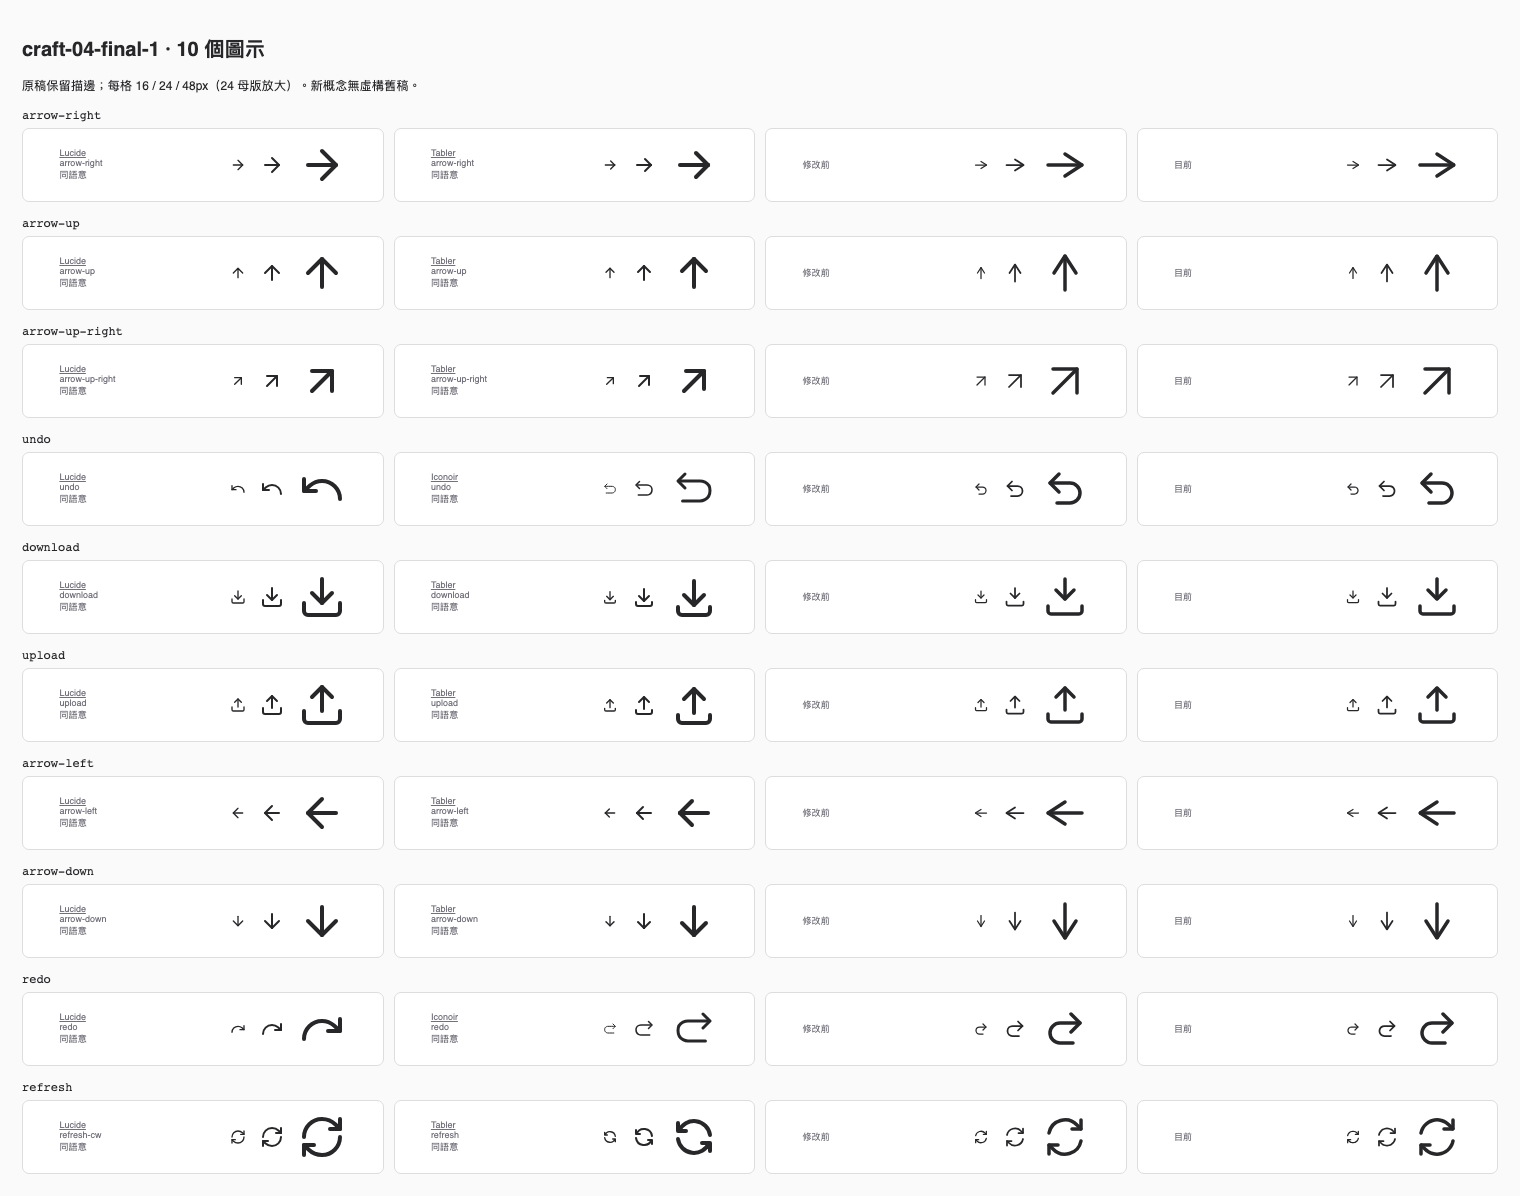 craft-04-final-1 · 10 個圖示
原稿保留描邊；每格 16 / 24 / 48px（24 母版放大）。新概念無虛構舊稿。
arrow-right
Lucide
arrow-right
同語意
Tabler
arrow-right
同語意
修改前
目前
arrow-up
Lucide
arrow-up
同語意
Tabler
arrow-up
同語意
修改前
目前
arrow-up-right
Lucide
arrow-up-right
同語意
Tabler
arrow-up-right
同語意
修改前
目前
undo
Lucide
undo
同語意
Iconoir
undo
同語意
修改前
目前
download
Lucide
download
同語意
Tabler
download
同語意
修改前
目前
upload
Lucide
upload
同語意
Tabler
upload
同語意
修改前
目前
arrow-left
Lucide
arrow-left
同語意
Tabler
arrow-left
同語意
修改前
目前
arrow-down
Lucide
arrow-down
同語意
Tabler
arrow-down
同語意
修改前
目前
redo
Lucide
redo
同語意
Iconoir
redo
同語意
修改前
目前
refresh
Lucide
refresh-cw
同語意
Tabler
refresh
同語意
修改前
目前